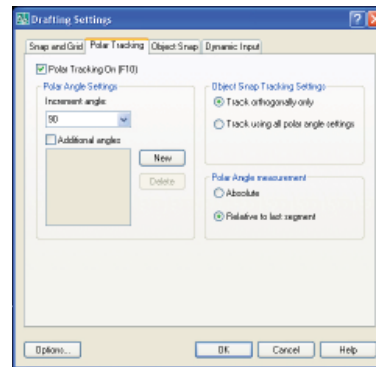 Drafting Settings
Snap and Grid Polar Tracking Object Snap Dynamic Input
Polar Tracking On (F10)
Polar Angle Settings
Increment angle:
90
Additional angles
New
Delete
Object Snap Tracking Settings
Track orthogonally only
Track using all polar angle settings
Polar Angle measurement
Absolute
Relative to last segment
Options...
OK
Cancel
Help